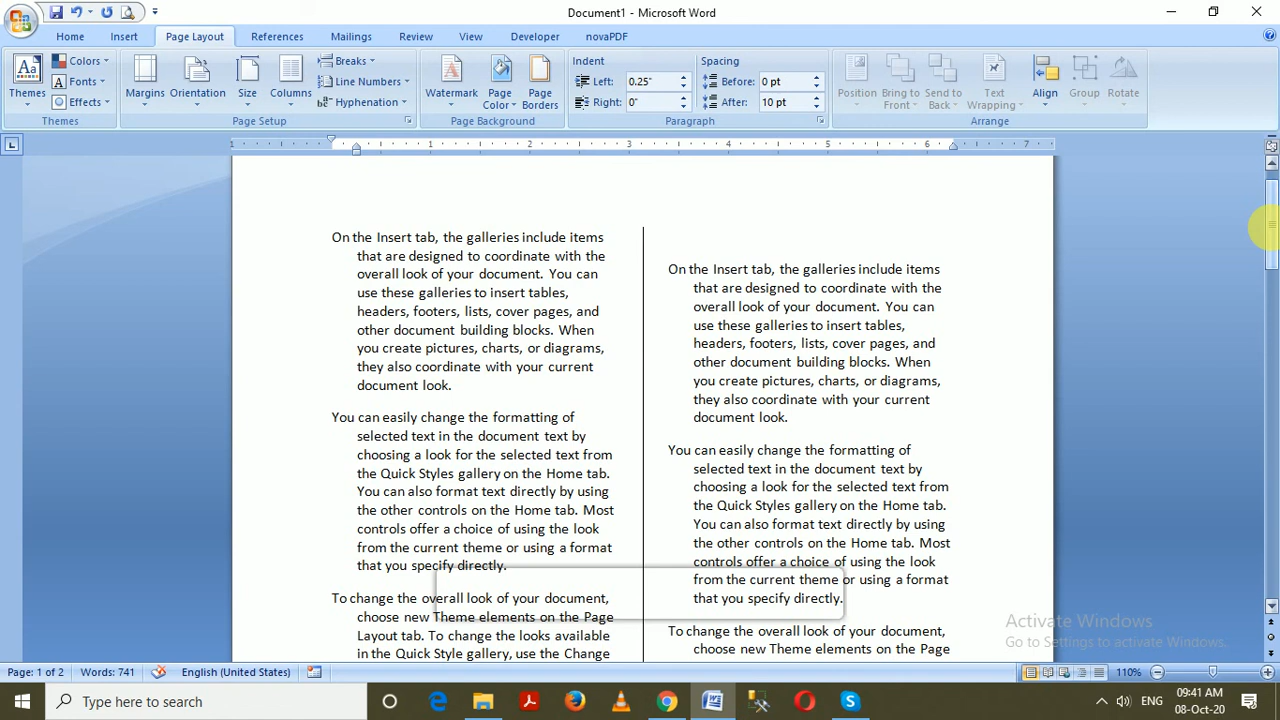 Document1 - Microsoft Word
Home Insert Page Layout References Mailings Review View Developer novaPDF
Themes
Colors
Fonts
Effects
Themes
Margins Orientation Size Columns
Breaks
Line Numbers
Hyphenation
Page Setup
Watermark Page Color Page Borders
Page Background
Indent
Left: 0.25"
Right: 0"
Spacing
Before: 0 pt
After: 10 pt
Paragraph
Position Bring to Front Send to Back Text Wrapping Align Group Rotate
Arrange
1 1 2 3 4 5 6 7
On the Insert tab, the galleries include items
that are designed to coordinate with the
overall look of your document. You can
use these galleries to insert tables,
headers, footers, lists, cover pages, and
other document building blocks. When
you create pictures, charts, or diagrams,
they also coordinate with your current
document look.
You can easily change the formatting of
selected text in the document text by
choosing a look for the selected text from
the Quick Styles gallery on the Home tab.
You can also format text directly by using
the other controls on the Home tab. Most
controls offer a choice of using the look
from the current theme or using a format
that you specify directly.
To change the overall look of your document,
choose new Theme elements on the Page
Layout tab. To change the looks available
in the Quick Style gallery, use the Change
On the Insert tab, the galleries include items
that are designed to coordinate with the
overall look of your document. You can
use these galleries to insert tables,
headers, footers, lists, cover pages, and
other document building blocks. When
you create pictures, charts, or diagrams,
they also coordinate with your current
document look.
You can easily change the formatting of
selected text in the document text by
choosing a look for the selected text from
the Quick Styles gallery on the Home tab.
You can also format text directly by using
the other controls on the Home tab. Most
controls offer a choice of using the look
from the current theme or using a format
that you specify directly.
To change the overall look of your document,
choose new Theme elements on the Page
Activate Windows
Go to Settings to activate Windows.
Page: 1 of 2 Words: 741 English (United States) 110%
Type here to search
ENG
09:41 AM
08-Oct-20